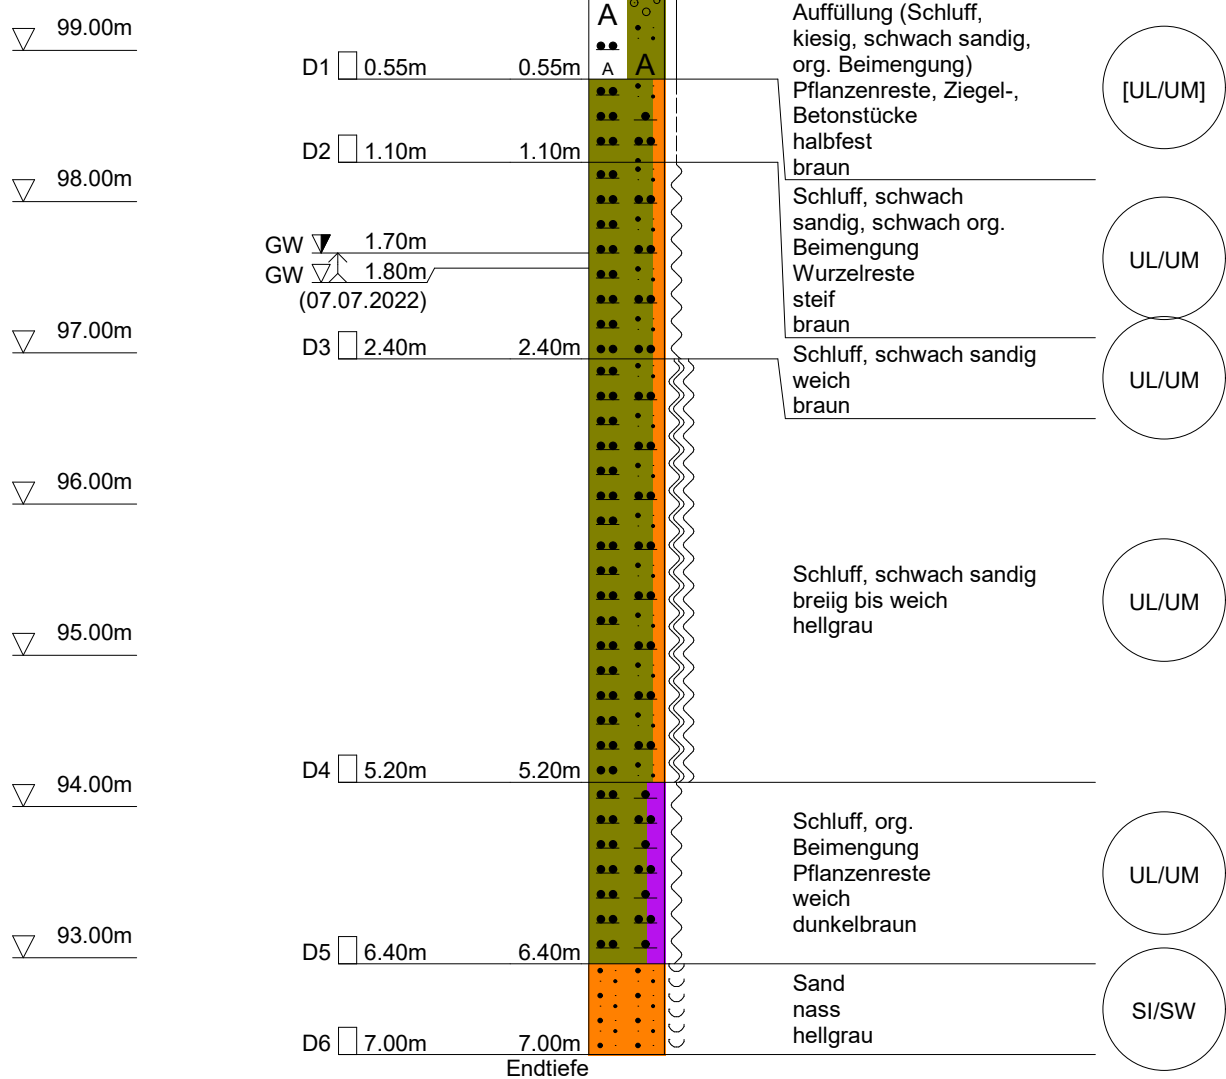 99.00m
98.00m
97.00m
96.00m
95.00m
94.00m
93.00m
D1 0.55m 0.55m
D2 1.10m 1.10m
GW 1.70m
GW 1.80m
(07.07.2022)
D3 2.40m 2.40m
D4 5.20m 5.20m
D5 6.40m 6.40m
D6 7.00m 7.00m
Endtiefe
A
A
A
Auffüllung (Schluff,
kiesig, schwach sandig,
org. Beimengung)
Pflanzenreste, Ziegel-,
Betonstücke
halbfest
braun
[UL/UM]
Schluff, schwach
sandig, schwach org.
Beimengung
Wurzelreste
steif
braun
UL/UM
Schluff, schwach sandig
weich
braun
UL/UM
Schluff, schwach sandig
breiig bis weich
hellgrau
UL/UM
Schluff, org.
Beimengung
Pflanzenreste
weich
dunkelbraun
UL/UM
Sand
nass
hellgrau
SI/SW